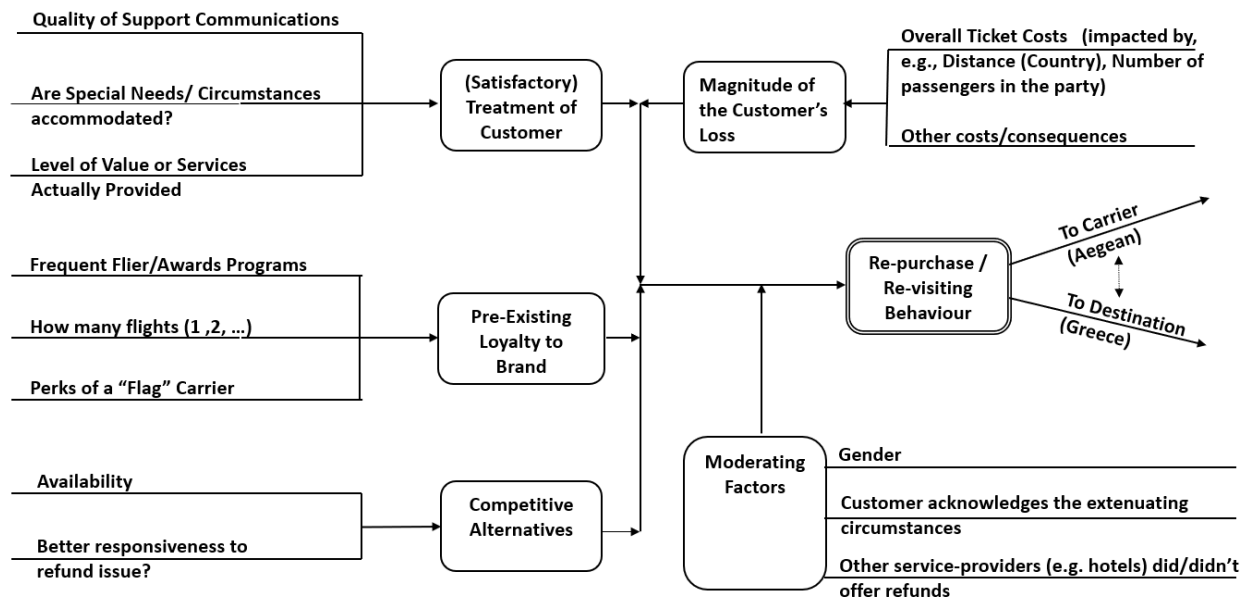 Quality of Support Communications
Are Special Needs/ Circumstances
accommodated?
Level of Value or Services
Actually Provided
(Satisfactory)
Treatment of
Customer
Magnitude of
the Customer's
Loss
Overall Ticket Costs (impacted by,
e.g., Distance (Country), Number of
passengers in the party)
Other costs/consequences
Frequent Flier/Awards Programs
How many flights (1 ,2, ...)
Perks of a “Flag” Carrier
Pre-Existing
Loyalty to
Brand
Re-purchase /
Re-visiting
Behaviour
To Carrier
(Aegean)
To Destination
(Greece)
Availability
Better responsiveness to
refund issue?
Competitive
Alternatives
Moderating
Factors
Gender
Customer acknowledges the extenuating
circumstances
Other service-providers (e.g. hotels) did/didn't
offer refunds